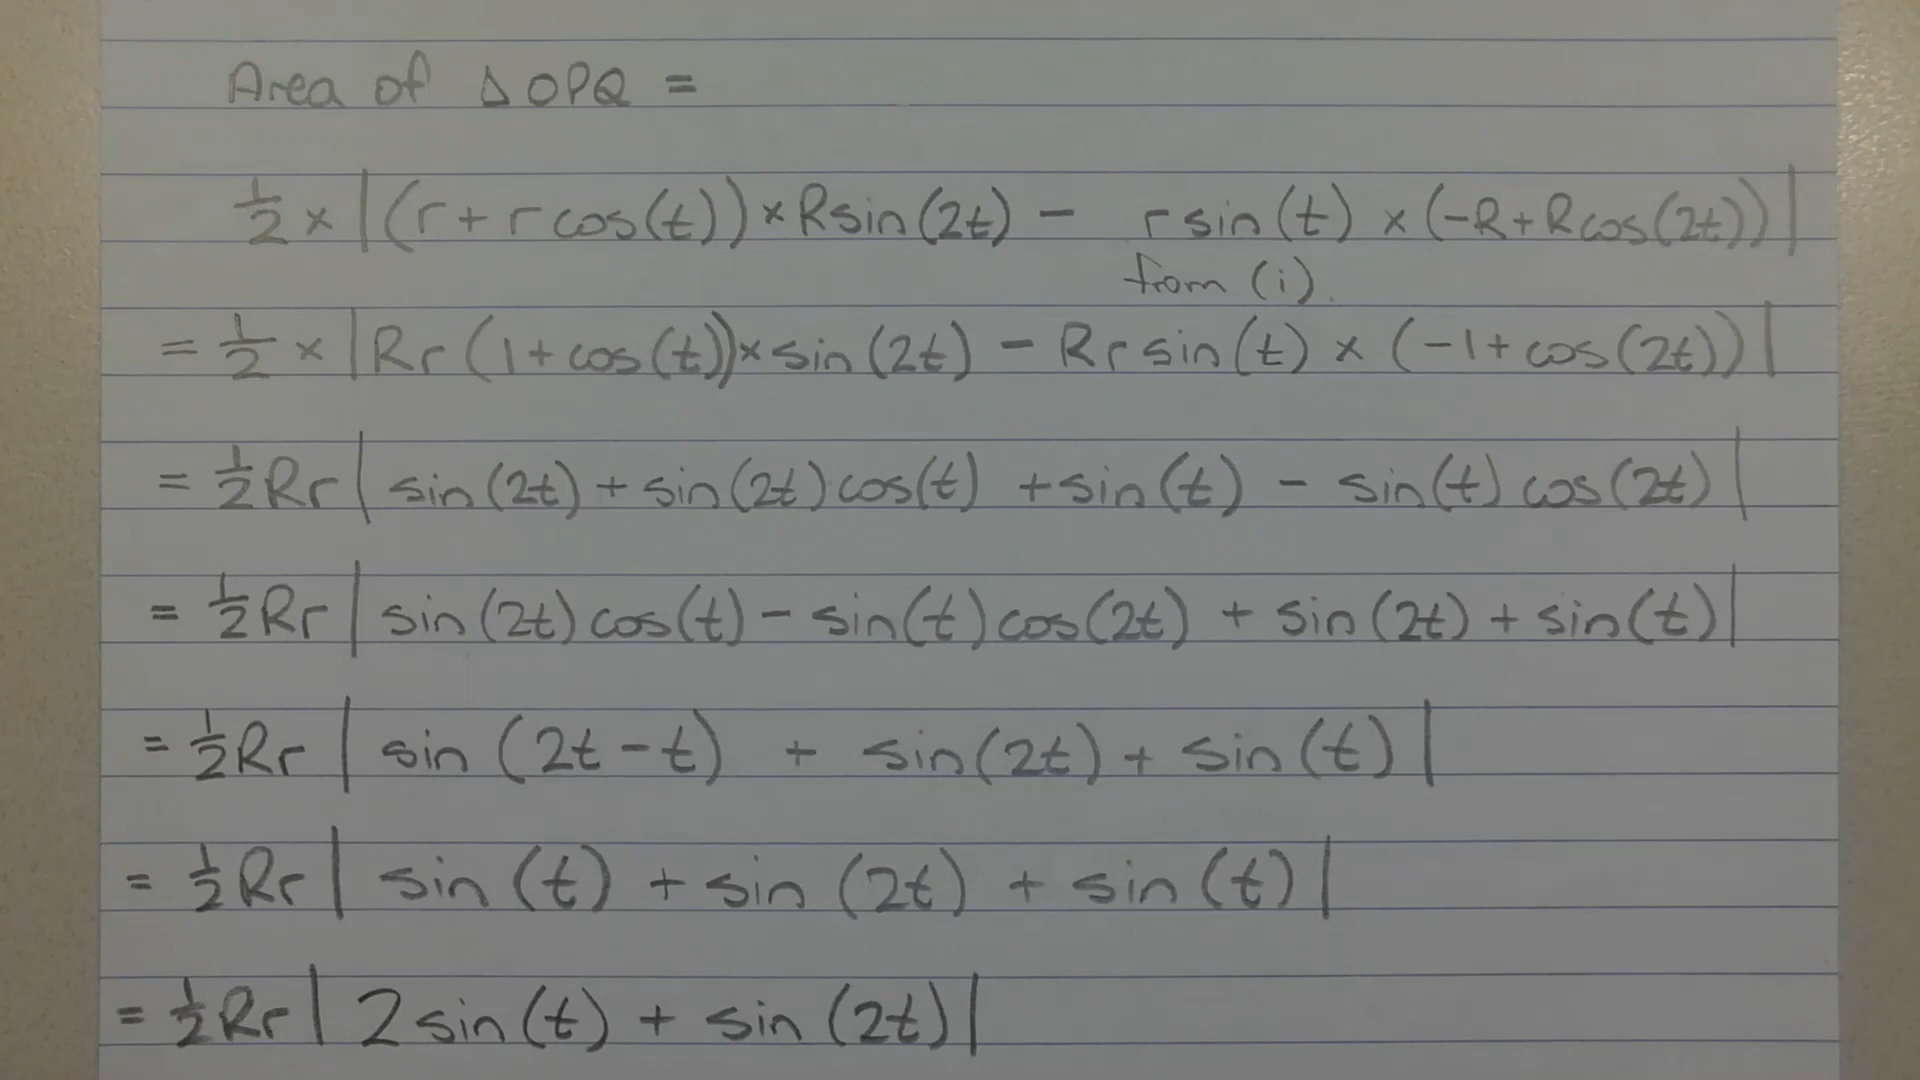 Area of △OPQ =
½ × |(r + r cos(t)) × R sin(2t) − r sin(t) × (−R + R cos(2t))|
from (i).
= ½ × |Rr (1 + cos(t)) × sin(2t) − Rr sin(t) × (−1 + cos(2t))|
= ½Rr | sin(2t) + sin(2t) cos(t) + sin(t) − sin(t) cos(2t) |
= ½Rr | sin(2t) cos(t) − sin(t) cos(2t) + sin(2t) + sin(t) |
= ½Rr | sin (2t − t) + sin(2t) + sin(t) |
= ½Rr | sin (t) + sin (2t) + sin (t) |
= ½Rr | 2 sin(t) + sin (2t) |